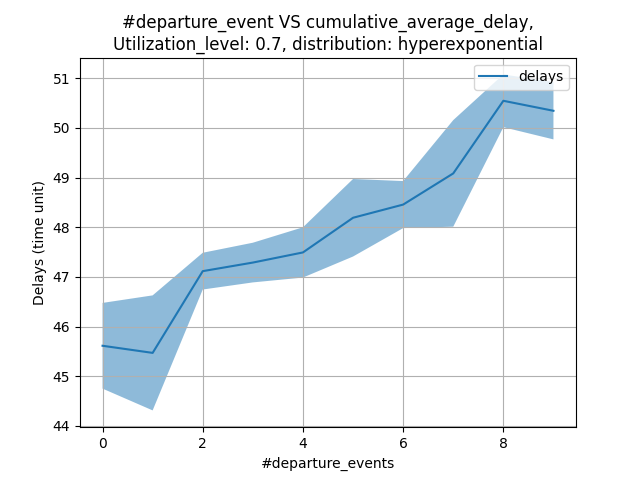 #departure_event VS cumulative_average_delay,
Utilization_level: 0.7, distribution: hyperexponential
delays
51
50
49
48
47
46
45
44
Delays (time unit)
0 2 4 6 8
#departure_events